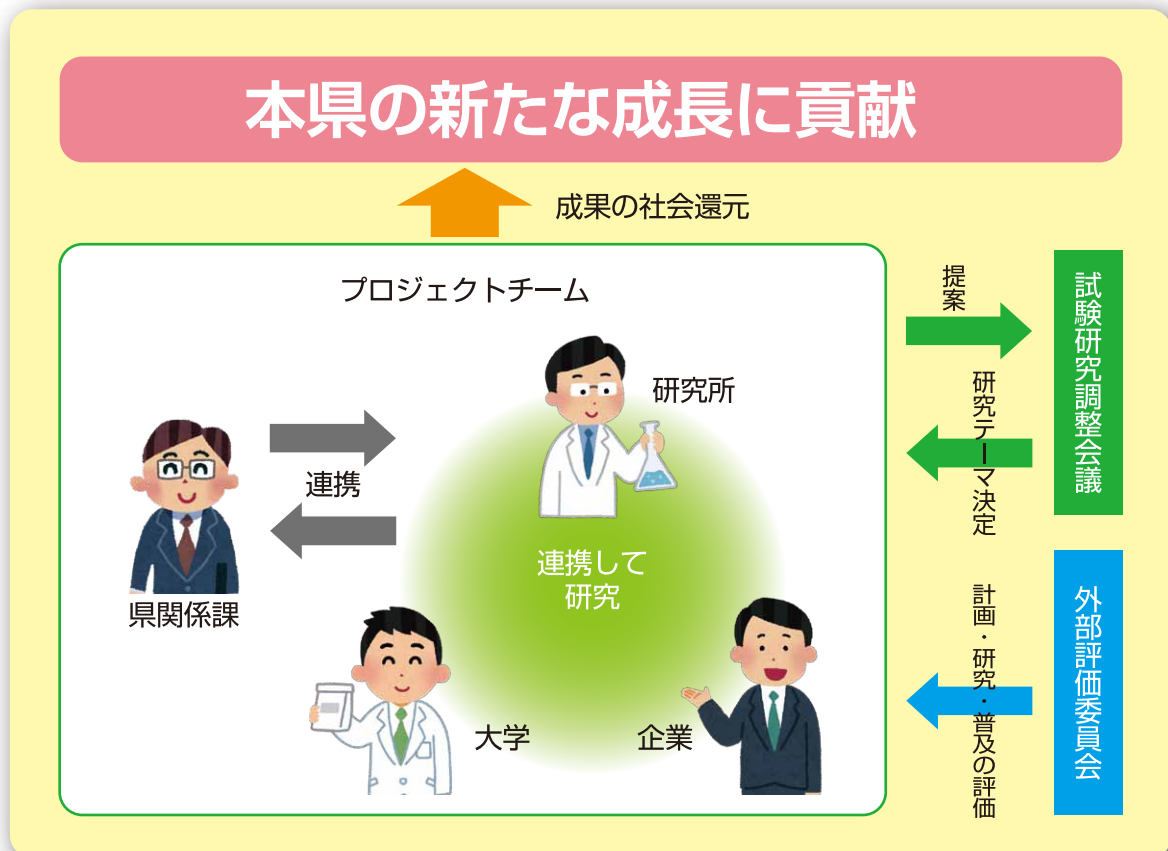 本県の新たな成長に貢献
成果の社会還元
プロジェクトチーム
研究所
連携
県関係課
連携して
研究
大学
企業
提案
研究テーマ決定
試験研究調整会議
計画・研究・普及の評価
外部評価委員会